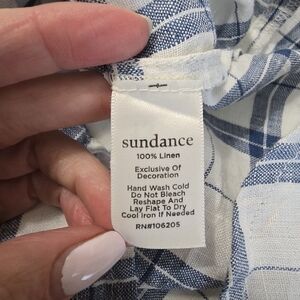 sundance
100% Linen
Exclusive Of
Decoration
Hand Wash Cold
Do Not Bleach
Reshape And
Lay Flat To Dry
Cool Iron If Needed
RN#106205